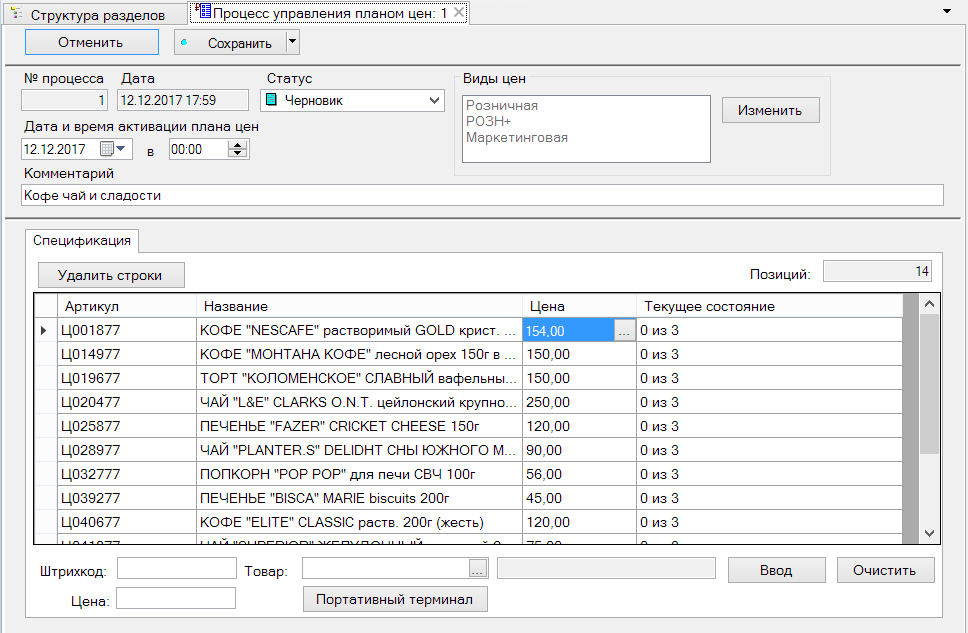 Структура разделов
Процесс управления планом цен: 1
Отменить
Сохранить
№ процесса Дата Статус Виды цен
1 12.12.2017 17:59 Черновик
Розничная
РОЗН+
Маркетинговая
Изменить
Дата и время активации плана цен
12.12.2017 в 00:00
Комментарий
Кофе чай и сладости
Спецификация
Удалить строки Позиций: 14
Артикул Название Цена Текущее состояние
Ц001877 КОФЕ "NESCAFE" растворимый GOLD крист. ... 154,00 ... 0 из 3
Ц014977 КОФЕ "МОНТАНА КОФЕ" лесной орех 150г в ... 150,00 0 из 3
Ц019677 ТОРТ "КОЛОМЕНСКОЕ" СЛАВНЫЙ вафельны... 150,00 0 из 3
Ц020477 ЧАЙ "L&E" CLARKS O.N.T. цейлонский крупно... 250,00 0 из 3
Ц025877 ПЕЧЕНЬЕ "FAZER" CRICKET CHEESE 150г 120,00 0 из 3
Ц028977 ЧАЙ "PLANTER.S" DELIDHT СНЫ ЮЖНОГО М... 90,00 0 из 3
Ц032777 ПОПКОРН "POP POP" для печи СВЧ 100г 56,00 0 из 3
Ц039277 ПЕЧЕНЬЕ "BISCA" MARIE biscuits 200г 45,00 0 из 3
Ц040677 КОФЕ "ELITE" CLASSIC раств. 200г (жесть) 120,00 0 из 3
Штрихкод: Товар: ... Ввод Очистить
Цена: Портативный терминал